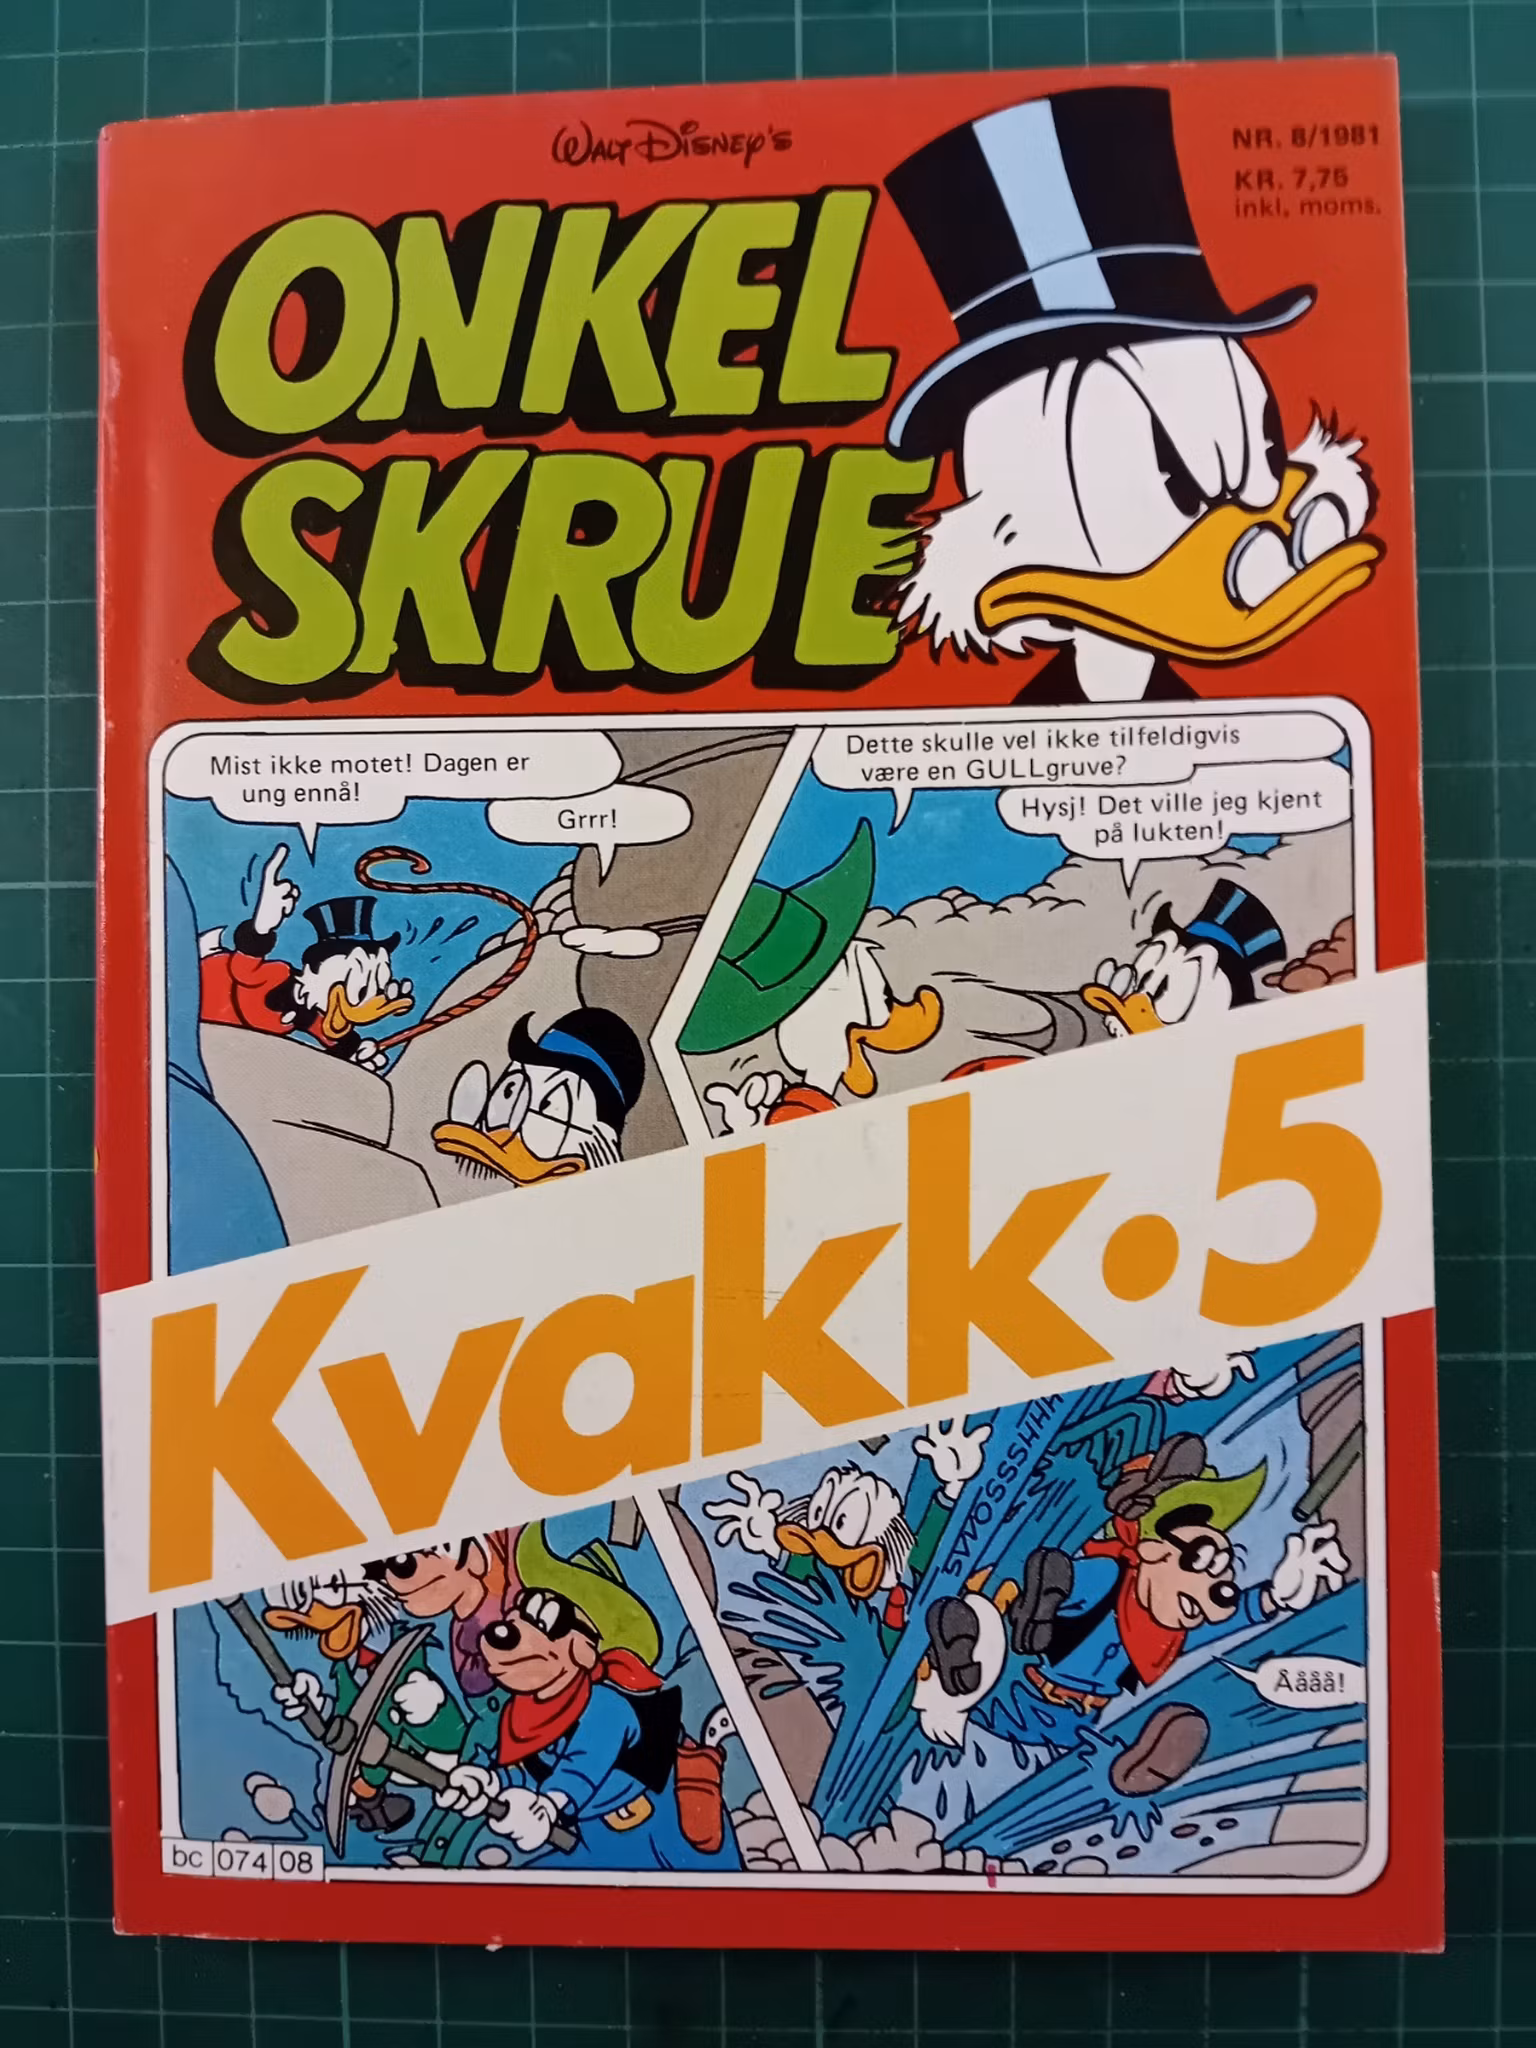 WALT DISNEY'S
NR. 8/1981
KR. 7,75
inkl. moms.
ONKEL
SKRUE
Mist ikke motet! Dagen er
ung ennå!
Grrr!
Dette skulle vel ikke tilfeldigvis
være en GULLgruve?
Hysj! Det ville jeg kjent
på lukten!
Kvakk•5
SWOSSSHHH
Åååå!
bc 074 08